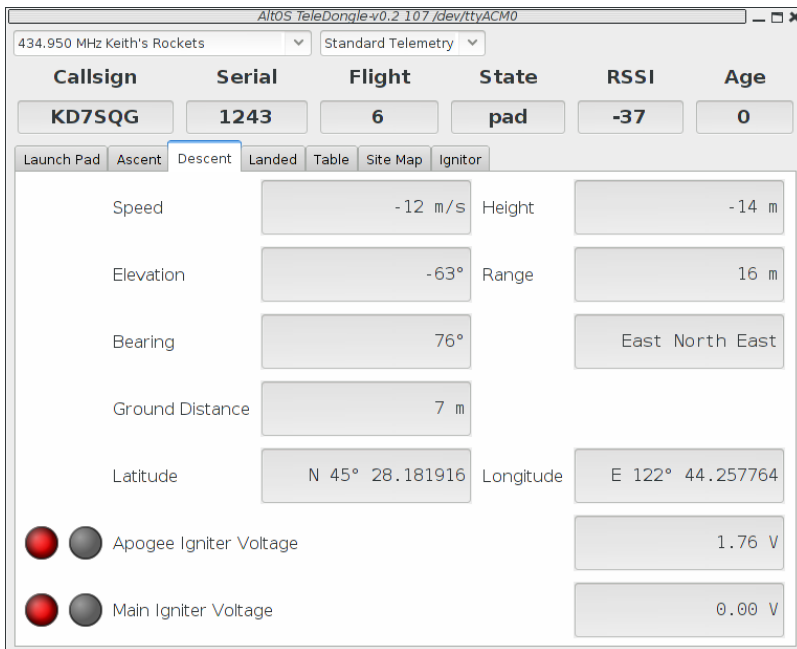 AltOS TeleDongle-v0.2 107 /dev/ttyACM0
434.950 MHz Keith's Rockets Standard Telemetry
Callsign Serial Flight State RSSI Age
KD7SQG 1243 6 pad -37 0
Launch Pad Ascent Descent Landed Table Site Map Ignitor
Speed -12 m/s Height -14 m
Elevation -63° Range 16 m
Bearing 76° East North East
Ground Distance 7 m
Latitude N 45° 28.181916 Longitude E 122° 44.257764
Apogee Igniter Voltage 1.76 V
Main Igniter Voltage 0.00 V